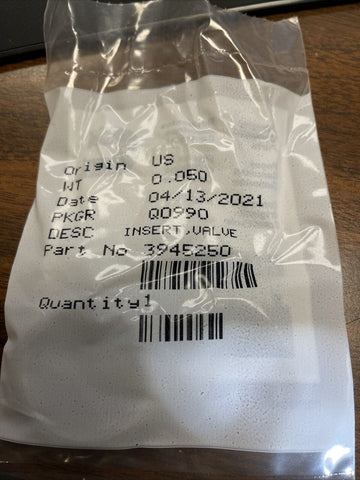 Origin US
WT 0.050
Date 04/13/2021
PKGR Q0990
DESC INSERT,VALVE
Part No 3945250
Quantity1